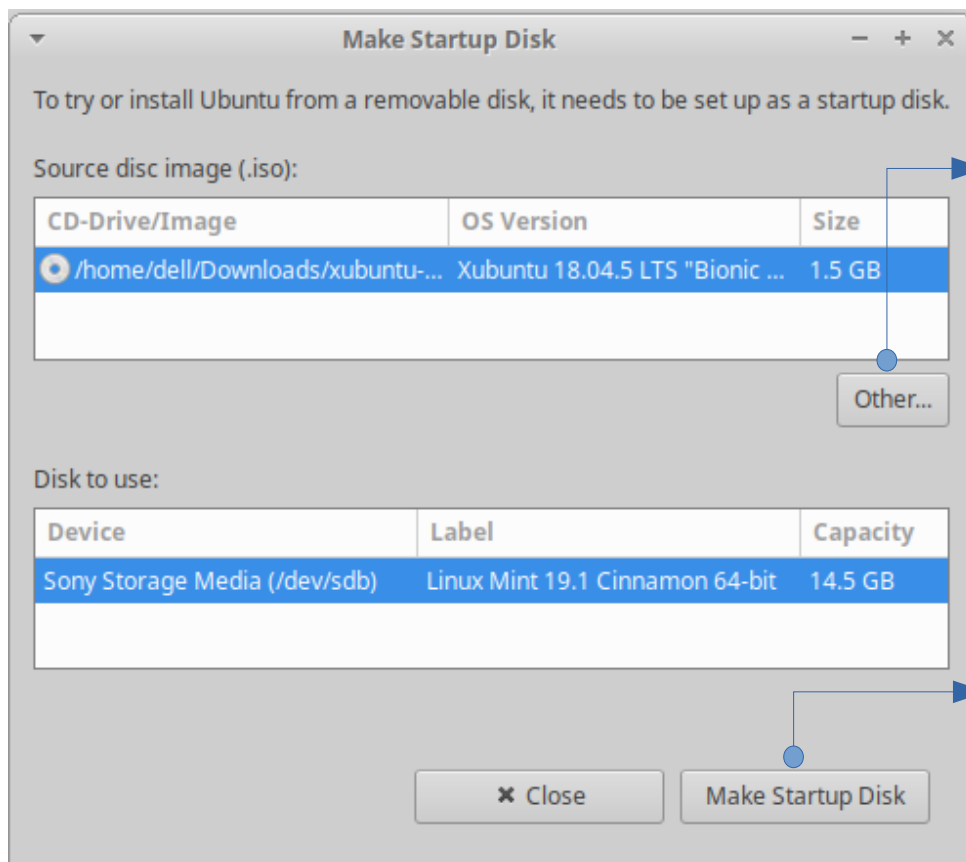 Make Startup Disk
To try or install Ubuntu from a removable disk, it needs to be set up as a startup disk.
Source disc image (.iso):
CD-Drive/Image OS Version Size
/home/dell/Downloads/xubuntu-... Xubuntu 18.04.5 LTS "Bionic ... 1.5 GB
Other...
Disk to use:
Device Label Capacity
Sony Storage Media (/dev/sdb) Linux Mint 19.1 Cinnamon 64-bit 14.5 GB
Close Make Startup Disk